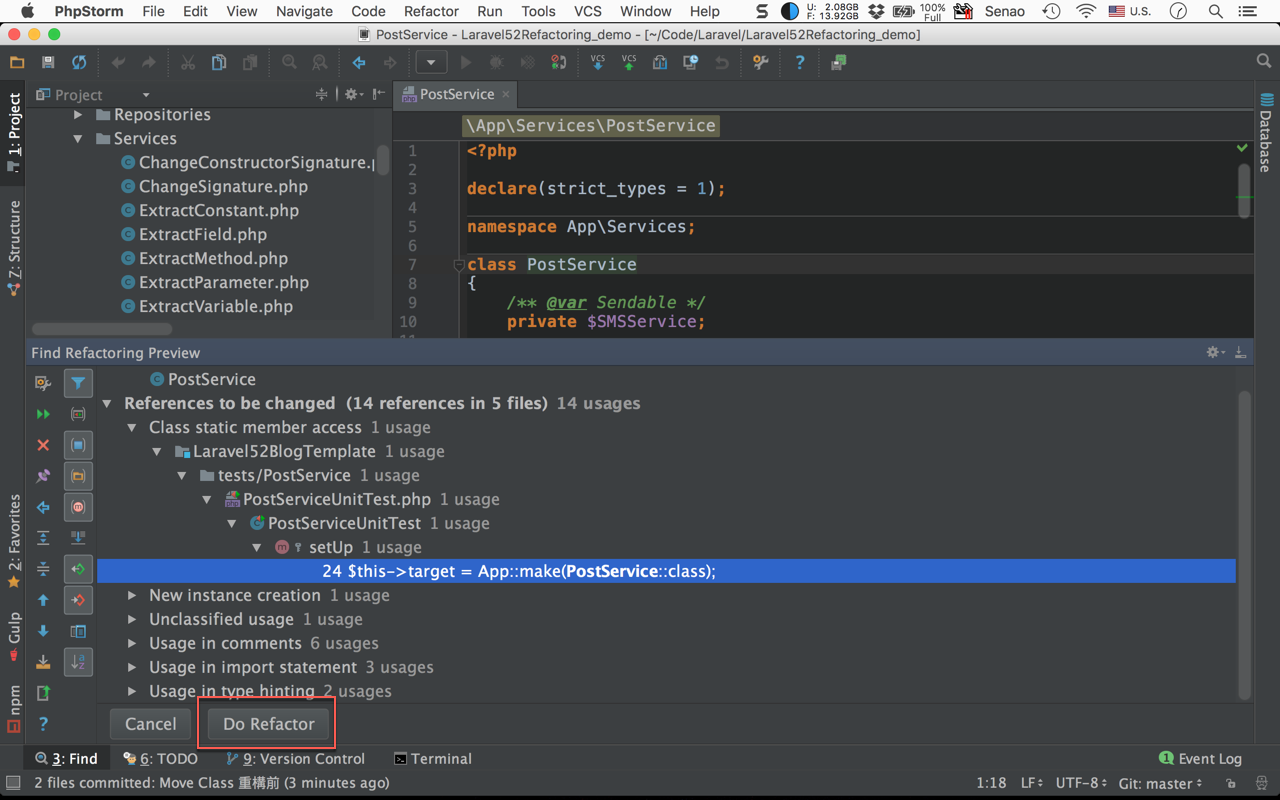 PhpStorm File Edit View Navigate Code Refactor Run Tools VCS Window Help U: 2.08GB F: 13.92GB 100% Full Senao U.S.
PostService - Laravel52Refactoring_demo - [~/Code/Laravel/Laravel52Refactoring_demo]
VCS VCS
1: Project
7: Structure
2: Favorites
Gulp
npm
Database
Project
Repositories
Services
ChangeConstructorSignature.p
ChangeSignature.php
ExtractConstant.php
ExtractField.php
ExtractMethod.php
ExtractParameter.php
ExtractVariable.php
PostService
\App\Services\PostService
1 <?php
2
3 declare(strict_types = 1);
4
5 namespace App\Services;
6
7 class PostService
8 {
9 /** @var Sendable */
10 private $SMSService;
11
Find Refactoring Preview
PostService
References to be changed (14 references in 5 files) 14 usages
Class static member access 1 usage
Laravel52BlogTemplate 1 usage
tests/PostService 1 usage
PostServiceUnitTest.php 1 usage
PostServiceUnitTest 1 usage
setUp 1 usage
24 $this->target = App::make(PostService::class);
New instance creation 1 usage
Unclassified usage 1 usage
Usage in comments 6 usages
Usage in import statement 3 usages
Usage in type hinting 2 usages
Cancel Do Refactor
3: Find 6: TODO 9: Version Control Terminal 1 Event Log
2 files committed: Move Class 重構前 (3 minutes ago) 1:18 LF UTF-8 Git: master